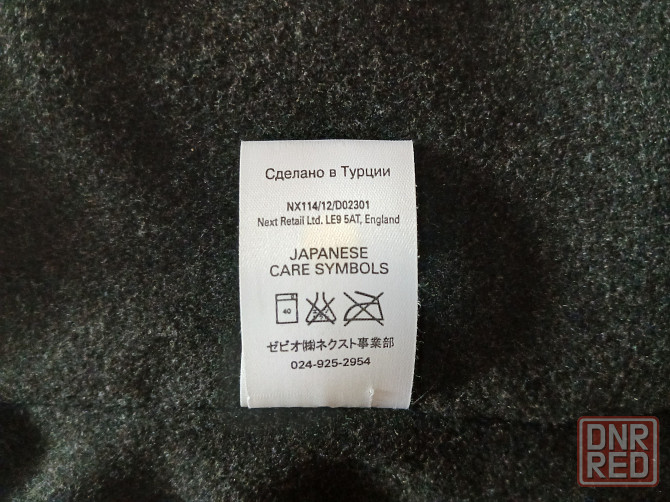 Сделано в Турции
NX114/12/D02301
Next Retail Ltd. LE9 5AT, England
JAPANESE
CARE SYMBOLS
40
ゼビオ㈱ネクスト事業部
024-925-2954
DNR
RED